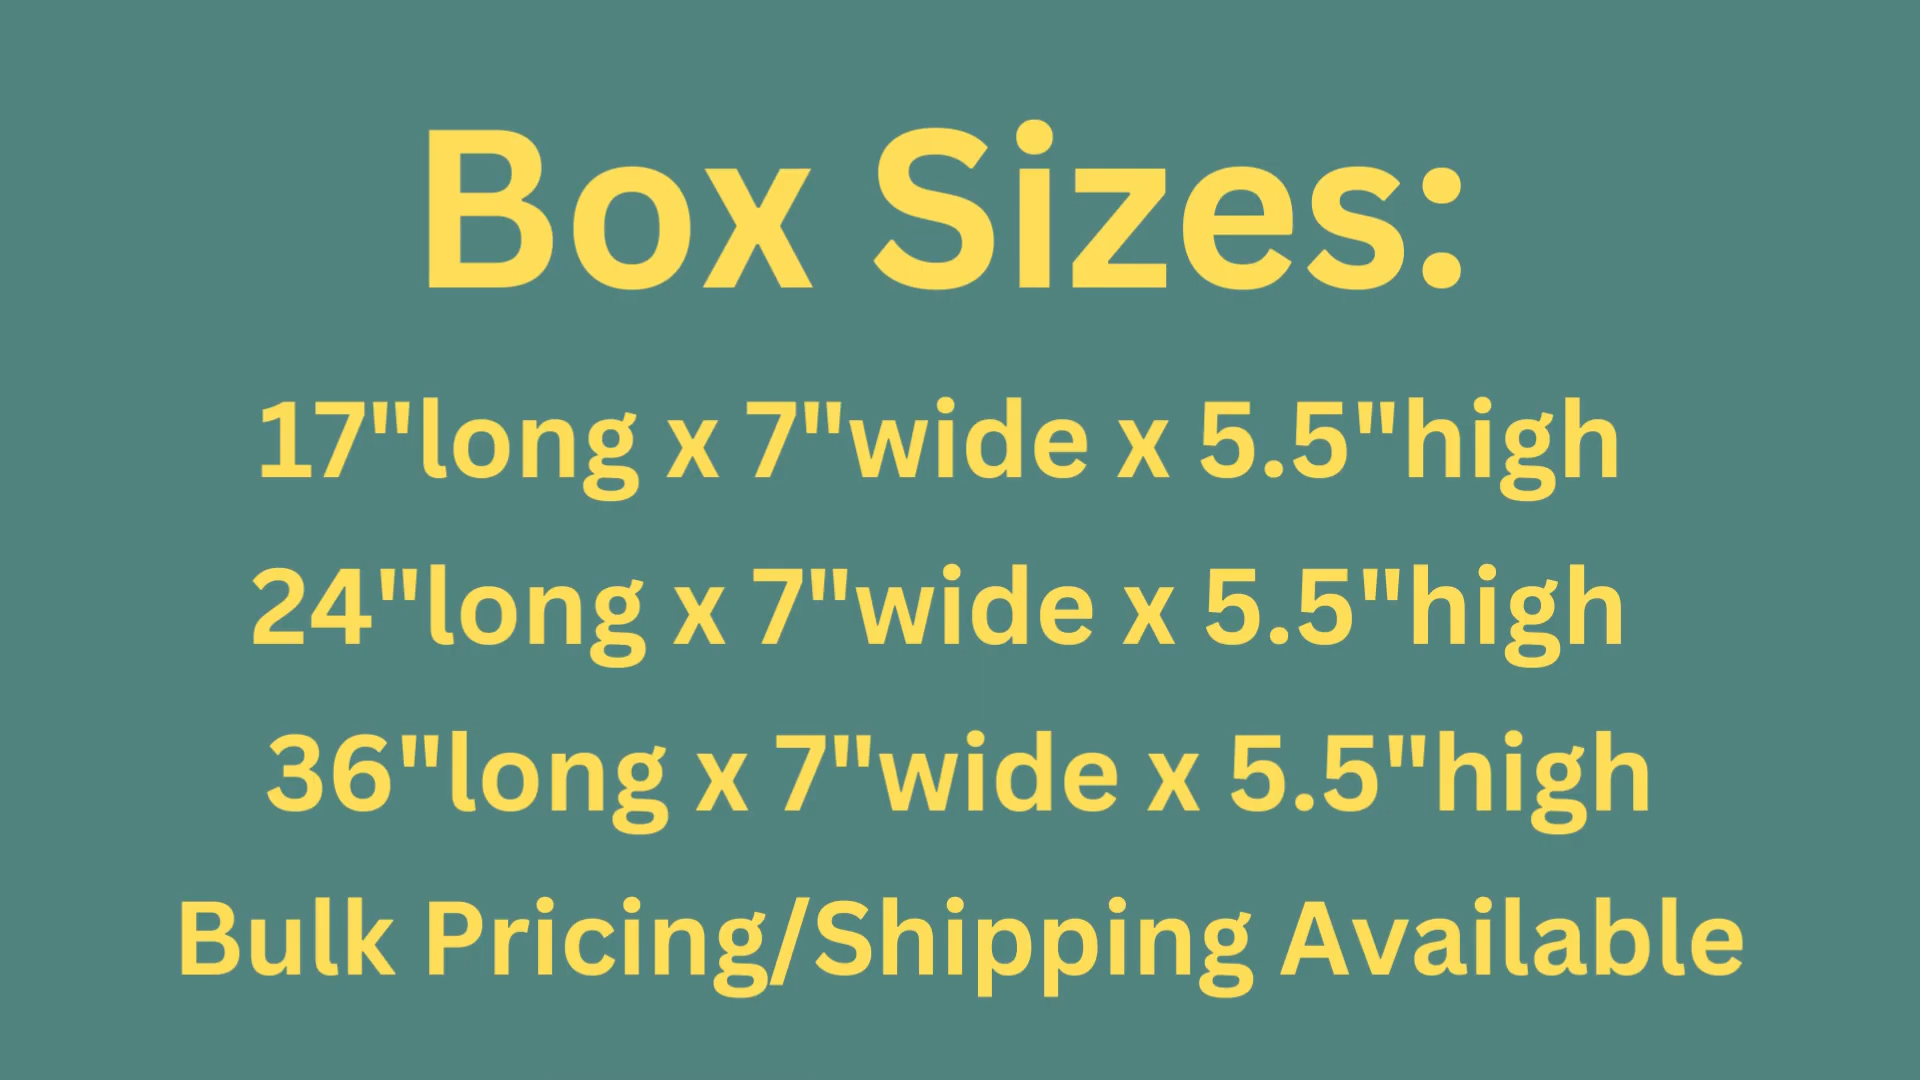 Box Sizes:
17"long x 7"wide x 5.5"high
24"long x 7"wide x 5.5"high
36"long x 7"wide x 5.5"high
Bulk Pricing/Shipping Available